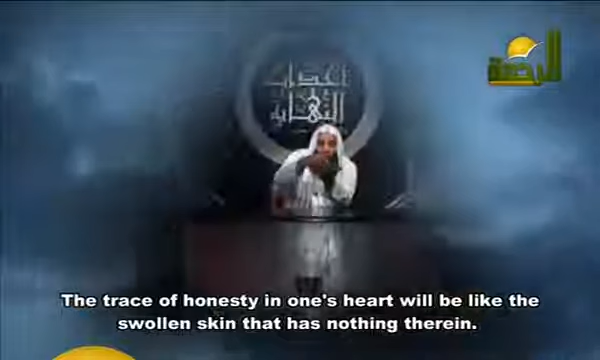 الرحمة
أحداث
النهاية
The trace of honesty in one's heart will be like the
swollen skin that has nothing therein.